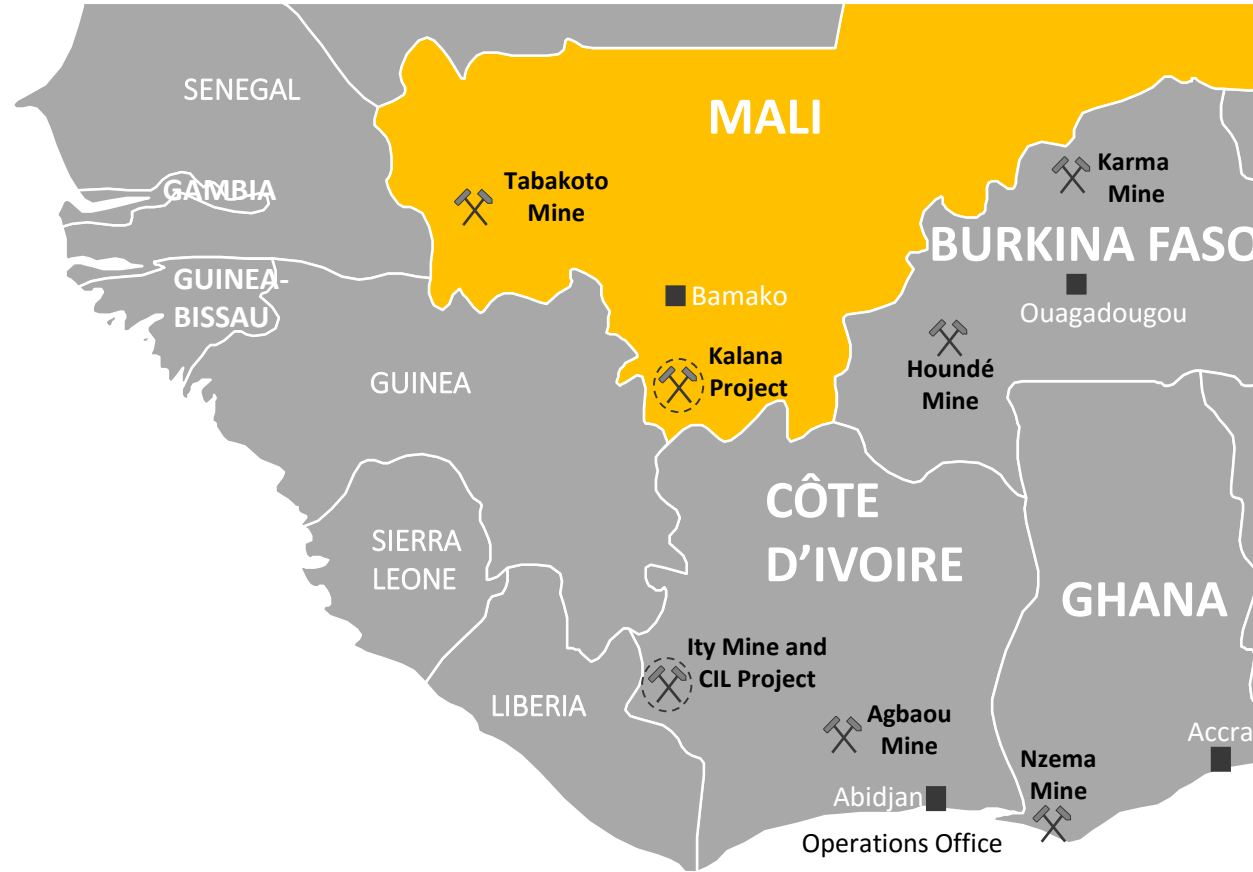 SENEGAL
MALI
Karma
Mine
Tabakoto
Mine
GAMBIA
BURKINA FASO
GUINEA-
BISSAU
Bamako
Ouagadougou
Kalana
Project
GUINEA
Houndé
Mine
CÔTE
D’IVOIRE
SIERRA
LEONE
GHANA
Ity Mine and
CIL Project
LIBERIA
Agbaou
Mine
Accra
Nzema
Mine
Abidjan
Operations Office